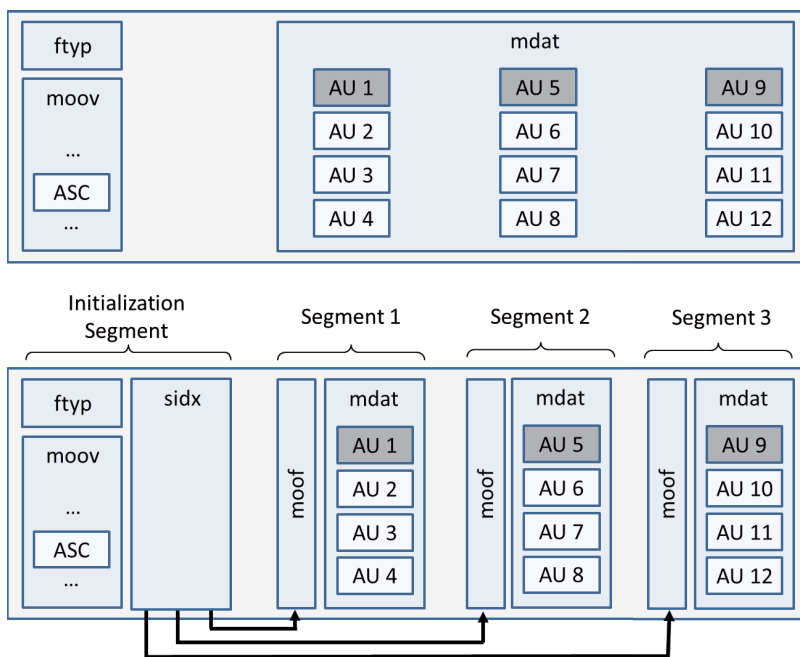 ftyp
moov
...
ASC
...
mdat
AU 1
AU 2
AU 3
AU 4
AU 5
AU 6
AU 7
AU 8
AU 9
AU 10
AU 11
AU 12
Initialization
Segment
Segment 1
Segment 2
Segment 3
ftyp
moov
...
ASC
...
sidx
moof
mdat
AU 1
AU 2
AU 3
AU 4
moof
mdat
AU 5
AU 6
AU 7
AU 8
moof
mdat
AU 9
AU 10
AU 11
AU 12